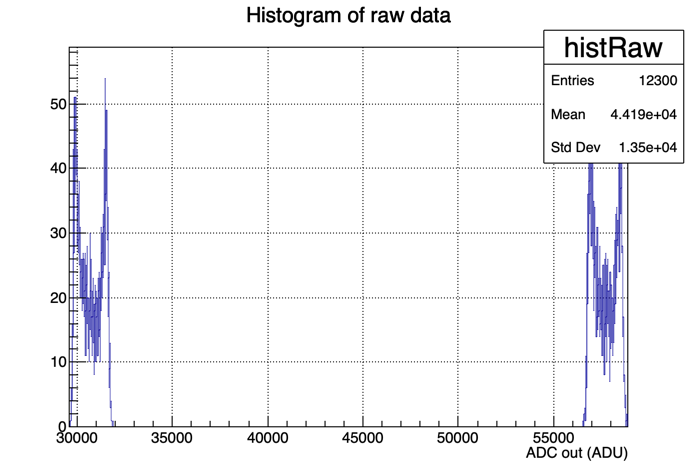 Histogram of raw data
histRaw
Entries 12300
Mean 4.419e+04
Std Dev 1.35e+04
50
40
30
20
10
0
30000 35000 40000 45000 50000 55000
ADC out (ADU)